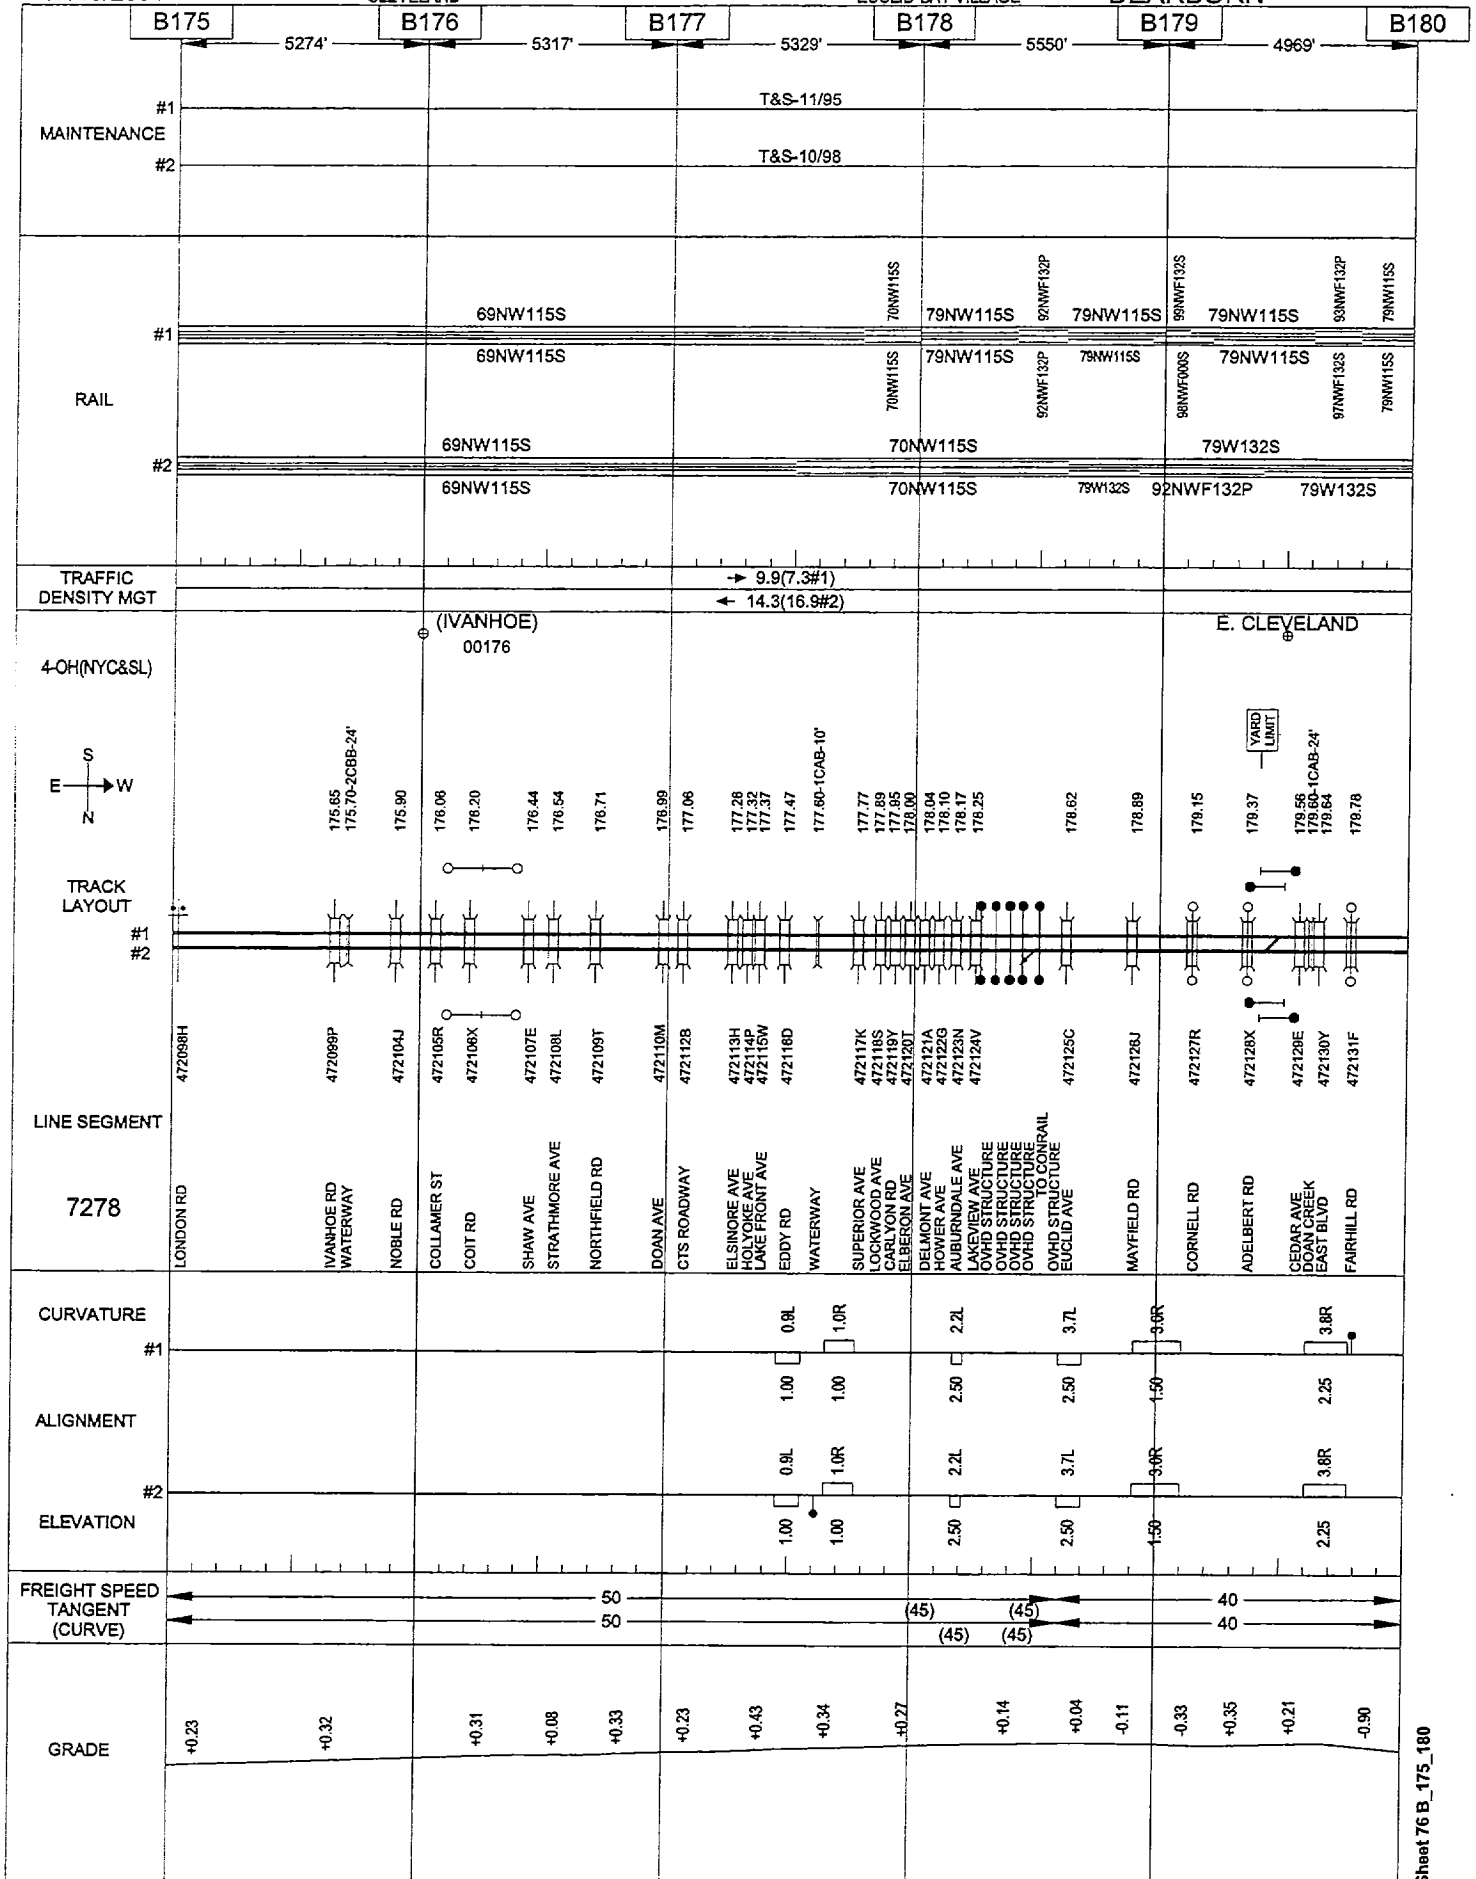 B175 B176 B177 B178 B179 B180
5274' 5317' 5329' 5550' 4969'
#1 T&S-11/95
MAINTENANCE
#2 T&S-10/98
70NW115S 92NWF132P 99NWF132S 93NWF132P 79NW115S
69NW115S 79NW115S 79NW115S 79NW115S
#1
69NW115S 79NW115S 79NW115S 79NW115S
70NW115S 92NWF132P 98NWF000S 97NWF132S 79NW115S
RAIL
69NW115S 70NW115S 79W132S
#2
69NW115S 70NW115S 79W132S 92NWF132P 79W132S
TRAFFIC
DENSITY MGT
→ 9.9(7.3#1)
← 14.3(16.9#2)
(IVANHOE)
00176
E. CLEVELAND
4-OH(NYC&SL)
YARD
LIMIT
S
E W
N
175.65
175.70-2CBB-24'
175.90
176.06
176.20
176.44
176.54
176.71
176.99
177.06
177.26
177.32
177.37
177.47
177.60-1CAB-10'
177.77
177.89
177.95
178.00
178.04
178.10
178.17
178.25
178.62
178.89
179.15
179.37
179.56
179.60-1CAB-24'
179.64
179.78
TRACK
LAYOUT
#1
#2
472098H
472099P
472104J
472105R
472106X
472107E
472108L
472109T
472110M
472112B
472113H
472114P
472115W
472116D
472117K
472118S
472119Y
472120T
472121A
472122G
472123N
472124V
472125C
472126J
472127R
472128X
472129E
472130Y
472131F
LINE SEGMENT
7278
LONDON RD
IVANHOE RD
WATERWAY
NOBLE RD
COLLAMER ST
COIT RD
SHAW AVE
STRATHMORE AVE
NORTHFIELD RD
DOAN AVE
CTS ROADWAY
ELSINORE AVE
HOLYOKE AVE
LAKE FRONT AVE
EDDY RD
WATERWAY
SUPERIOR AVE
LOCKWOOD AVE
CARLYON RD
ELBERON AVE
DELMONT AVE
HOWER AVE
AUBURNDALE AVE
LAKEVIEW AVE
OVHD STRUCTURE
OVHD STRUCTURE
OVHD STRUCTURE
OVHD STRUCTURE
TO CONRAIL
OVHD STRUCTURE
EUCLID AVE
MAYFIELD RD
CORNELL RD
ADELBERT RD
CEDAR AVE
DOAN CREEK
EAST BLVD
FAIRHILL RD
CURVATURE
0.9L 1.0R 2.2L 3.7L 3.0R 3.8R
#1
1.00 1.00 2.50 2.50 1.50 2.25
ALIGNMENT
0.9L 1.0R 2.2L 3.7L 3.0R 3.8R
#2
ELEVATION
1.00 1.00 2.50 2.50 1.50 2.25
FREIGHT SPEED
TANGENT
(CURVE)
50 40
(45) (45)
50 40
(45) (45)
GRADE
+0.23 +0.32 +0.31 +0.08 +0.33 +0.23 +0.43 +0.34 +0.27 +0.14 +0.04 -0.11 -0.33 +0.35 +0.21 -0.90
Sheet 76 B_175_180